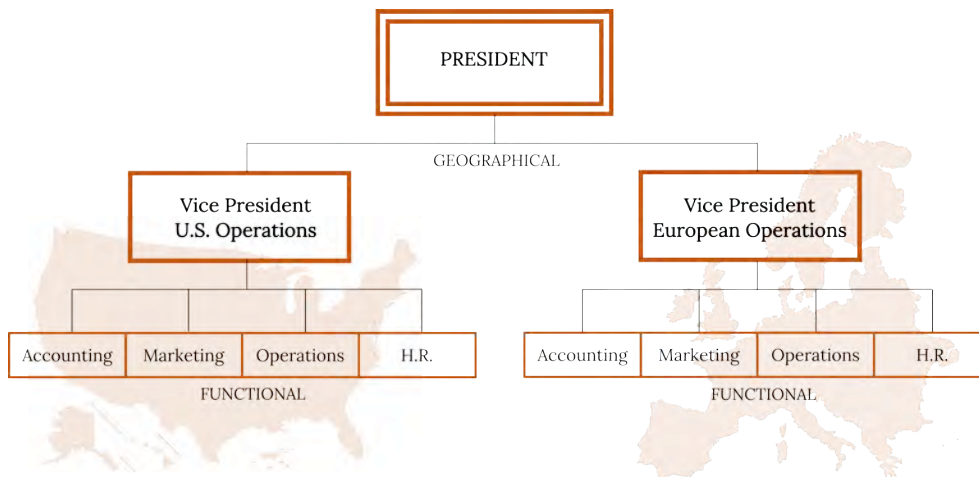 PRESIDENT
GEOGRAPHICAL
Vice President
U.S. Operations
Vice President
European Operations
Accounting
Marketing
Operations
H.R.
FUNCTIONAL
Accounting
Marketing
Operations
H.R.
FUNCTIONAL